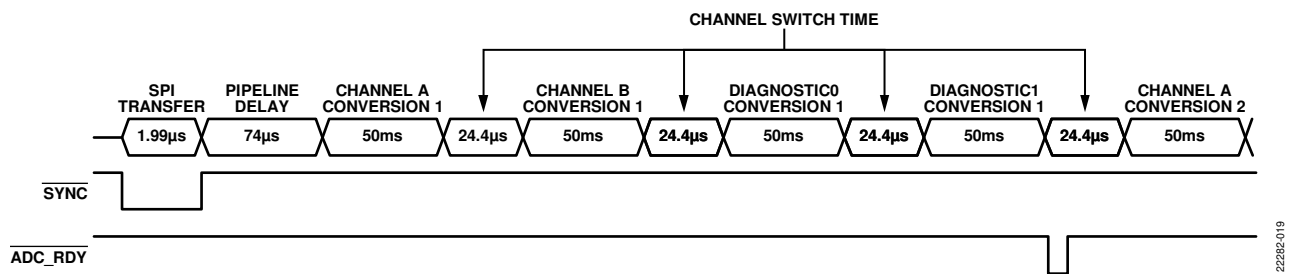 CHANNEL SWITCH TIME
SPI
TRANSFER
PIPELINE
DELAY
CHANNEL A
CONVERSION 1
CHANNEL B
CONVERSION 1
DIAGNOSTIC0
CONVERSION 1
DIAGNOSTIC1
CONVERSION 1
CHANNEL A
CONVERSION 2
1.99µs
74µs
50ms
24.4µs
50ms
24.4µs
50ms
24.4µs
50ms
24.4µs
50ms
SYNC
ADC_RDY
22282-019